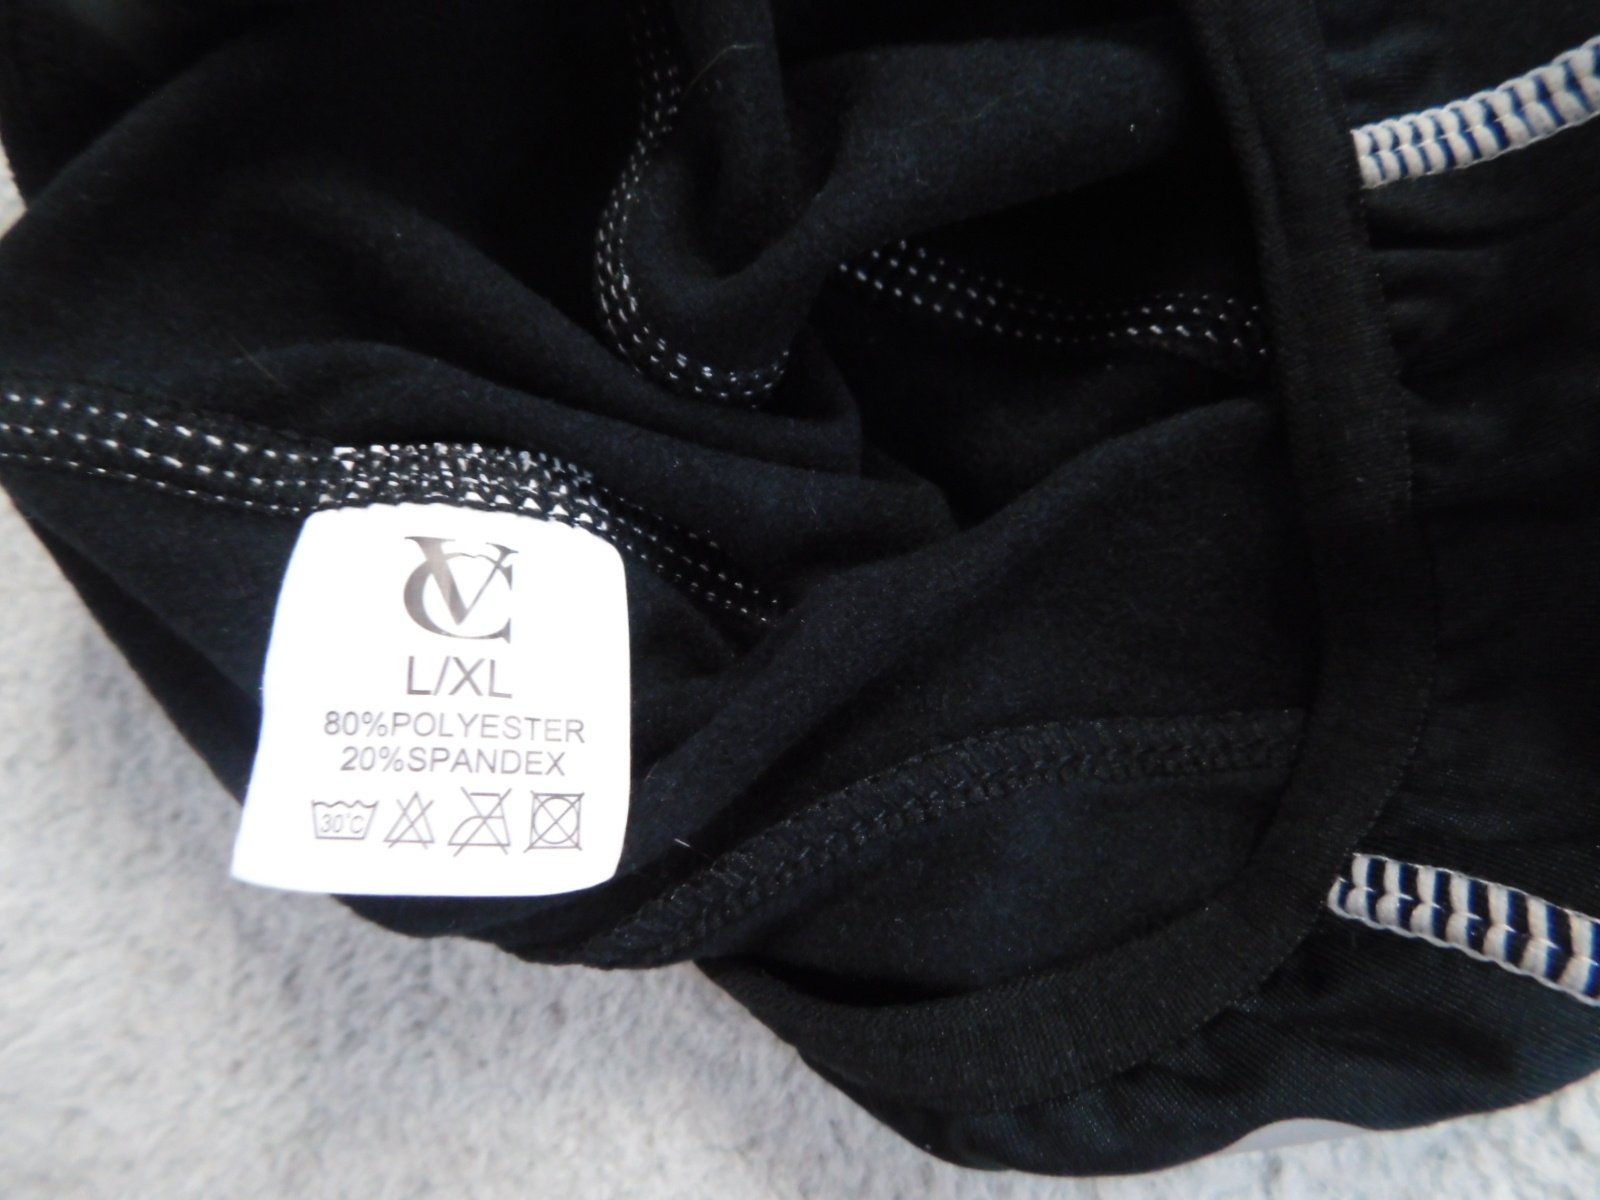 VC
L/XL
80%POLYESTER
20%SPANDEX
30°C